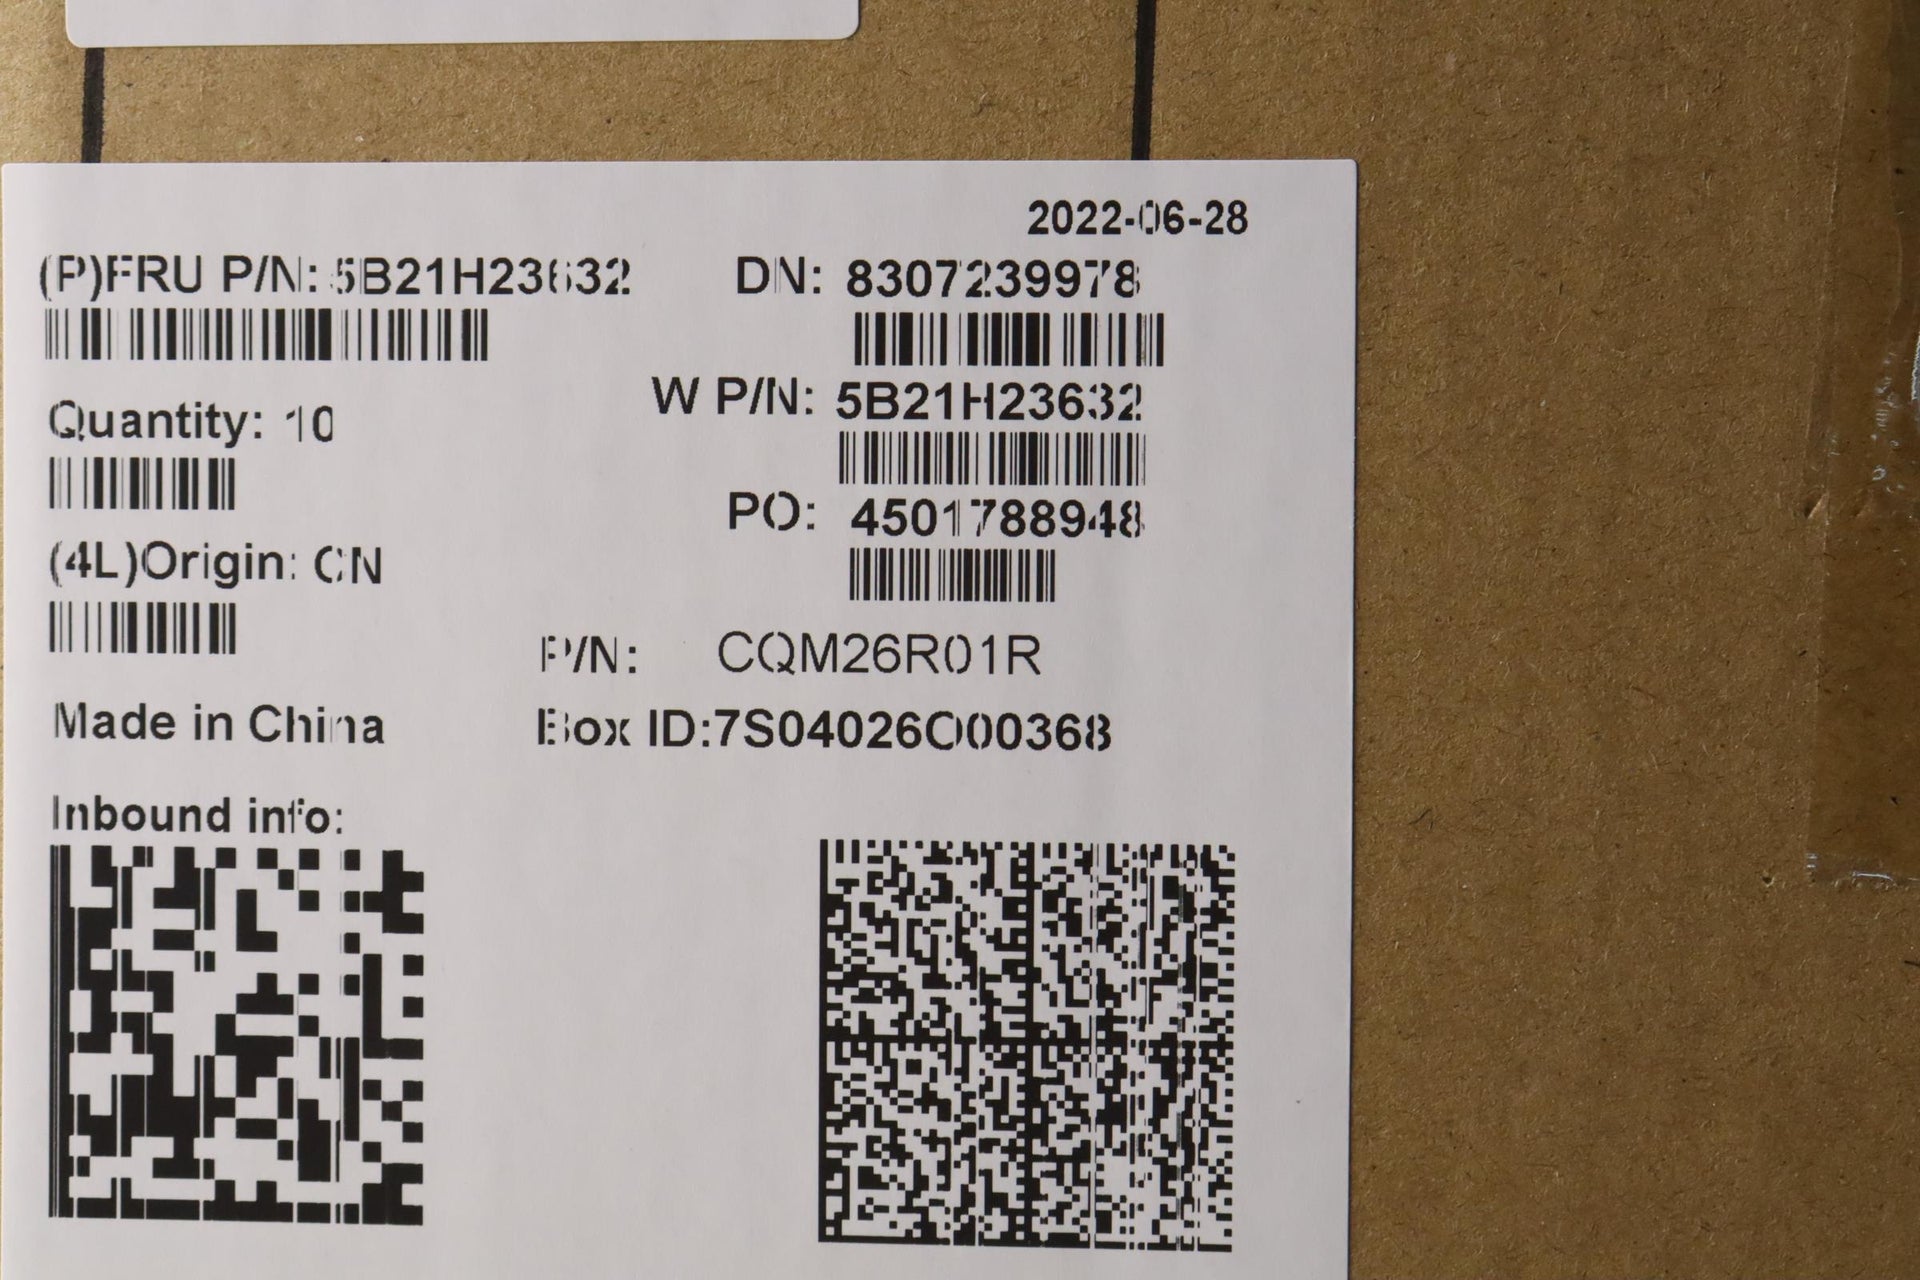 2022-06-28
(P)FRU P/N: 5B21H23632
DN: 8307239978
W P/N: 5B21H23632
Quantity: 10
PO: 4501788948
(4L)Origin: CN
P/N: CQM26R01R
Made in China
Box ID:7S04026O00368
Inbound info: